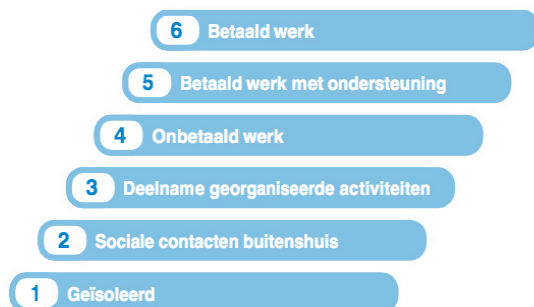 6 Betaald werk
5 Betaald werk met ondersteuning
4 Onbetaald werk
3 Deelname georganiseerde activiteiten
2 Sociale contacten buitenshuis
1 Geïsoleerd